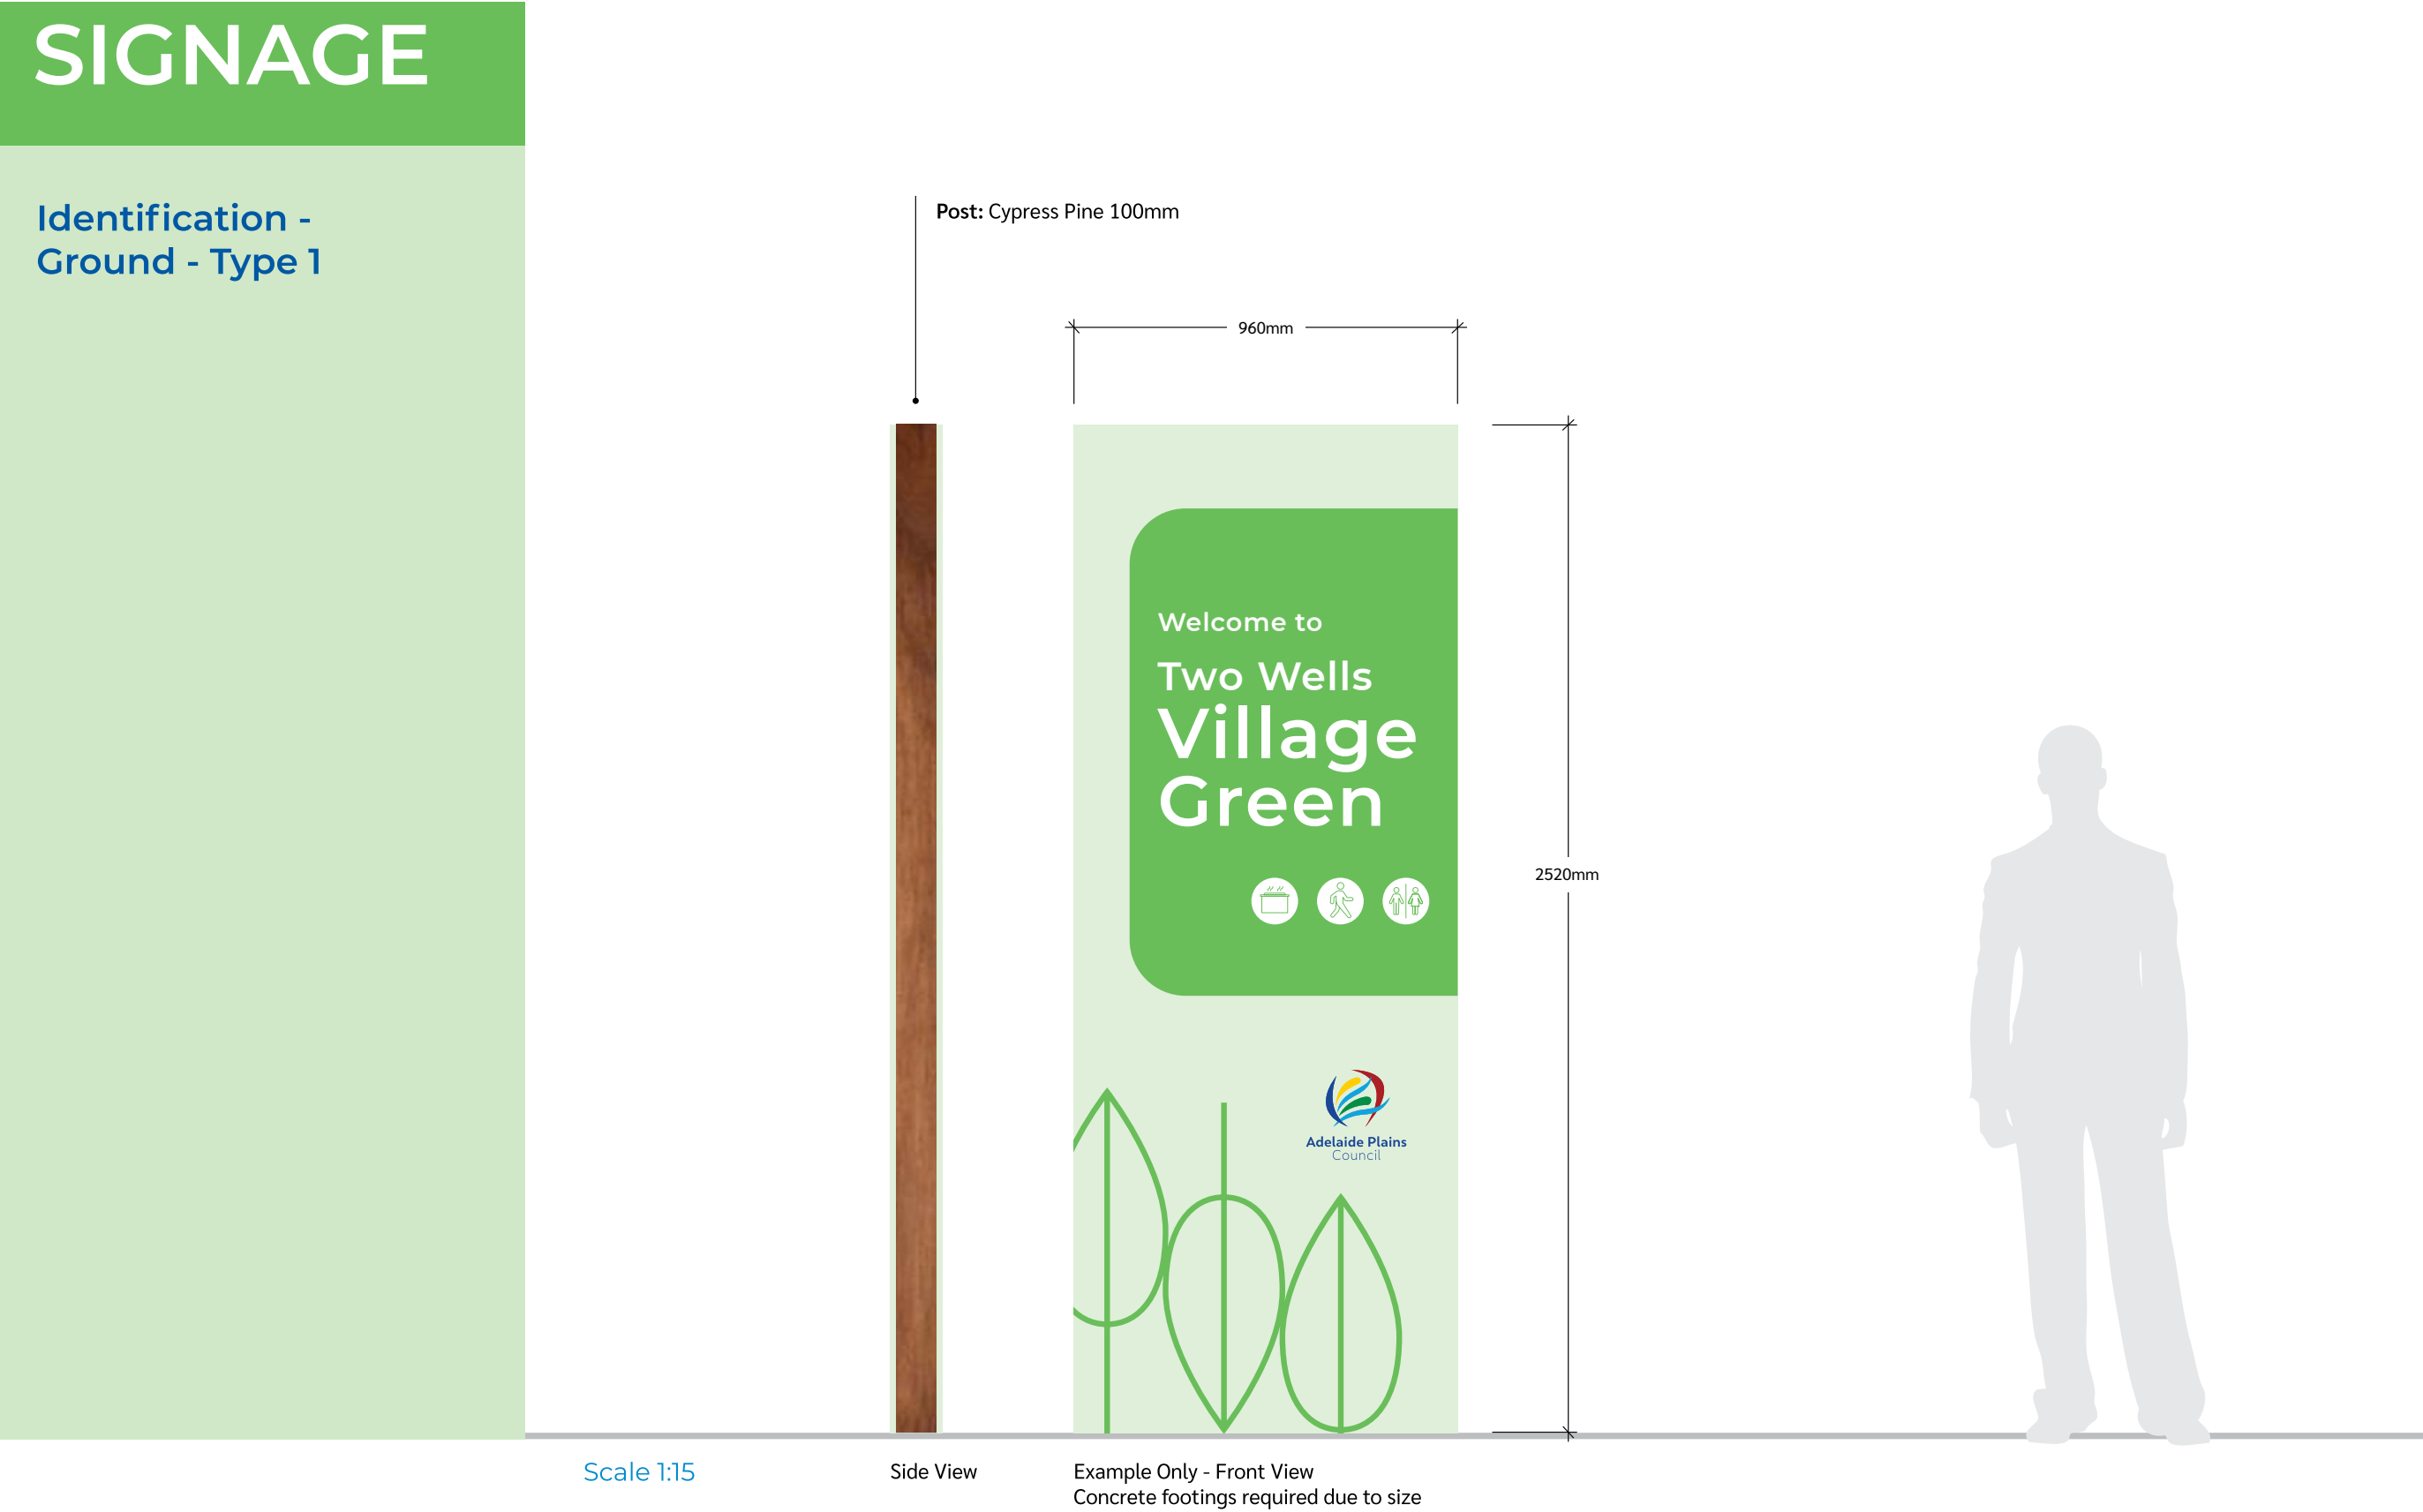 SIGNAGE
Identification -
Ground - Type 1
Post: Cypress Pine 100mm
960mm
Welcome to
Two Wells
Village
Green
2520mm
Adelaide Plains
Council
Scale 1:15
Side View
Example Only - Front View
Concrete footings required due to size